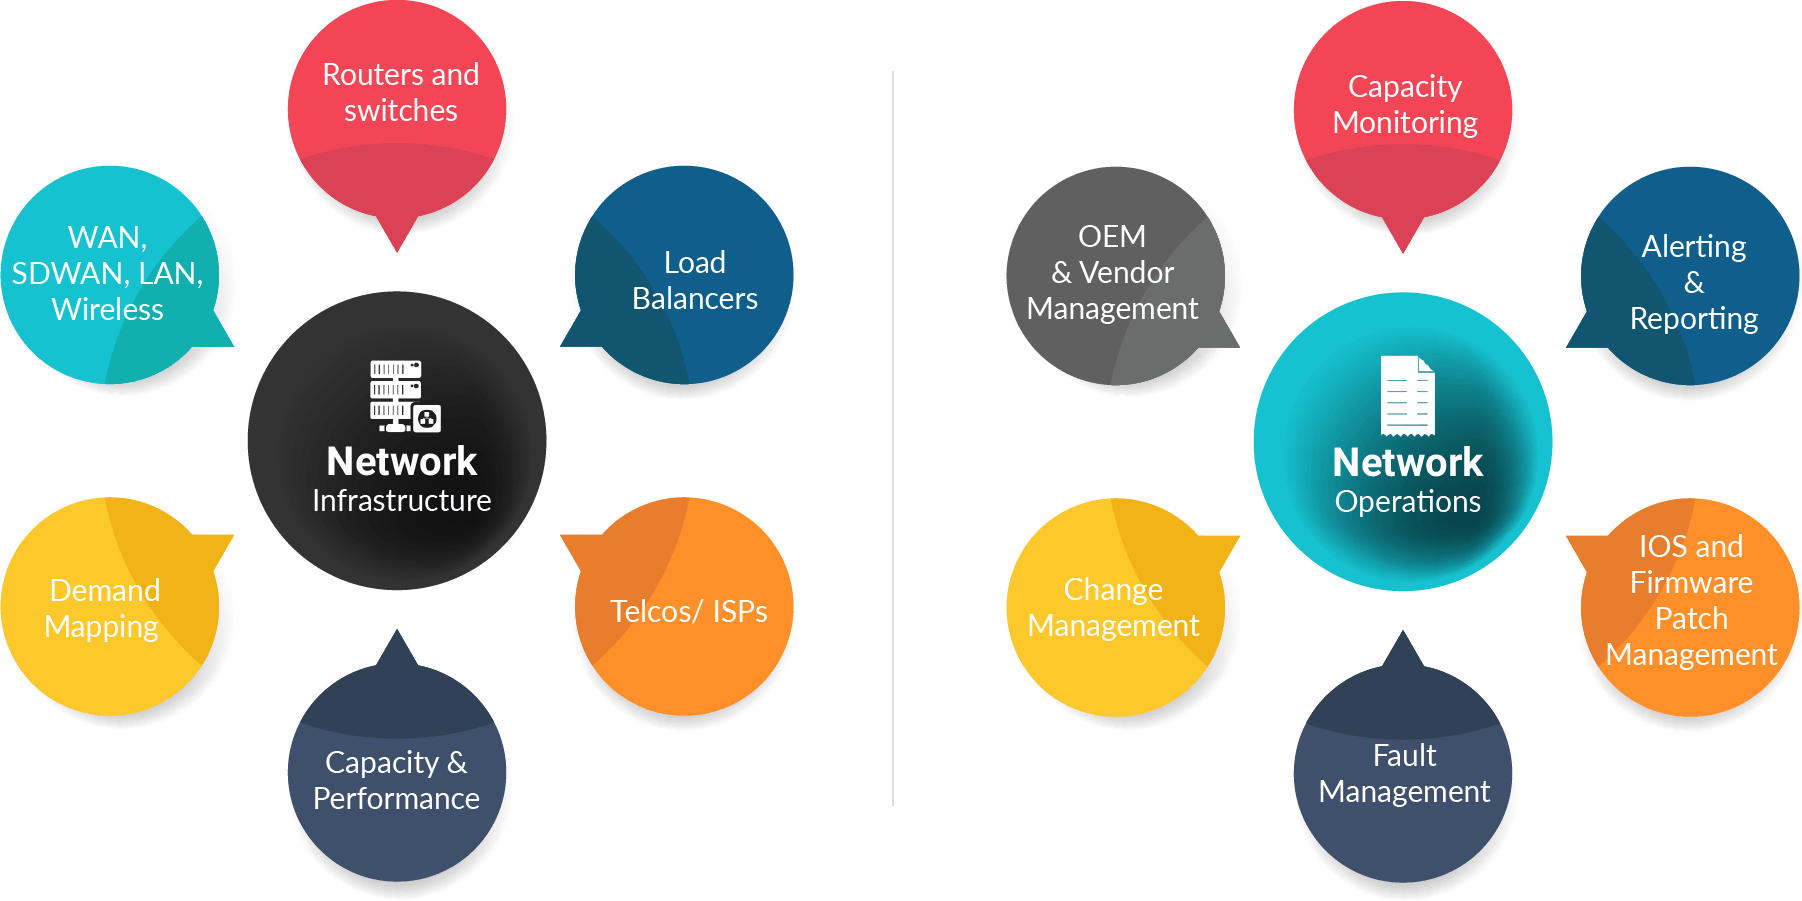 Routers and
switches
WAN,
SDWAN, LAN,
Wireless
Load
Balancers
Network
Infrastructure
Demand
Mapping
Telcos/ ISPs
Capacity &
Performance
Capacity
Monitoring
OEM
& Vendor
Management
Alerting
&
Reporting
Network
Operations
Change
Management
IOS and
Firmware
Patch
Management
Fault
Management